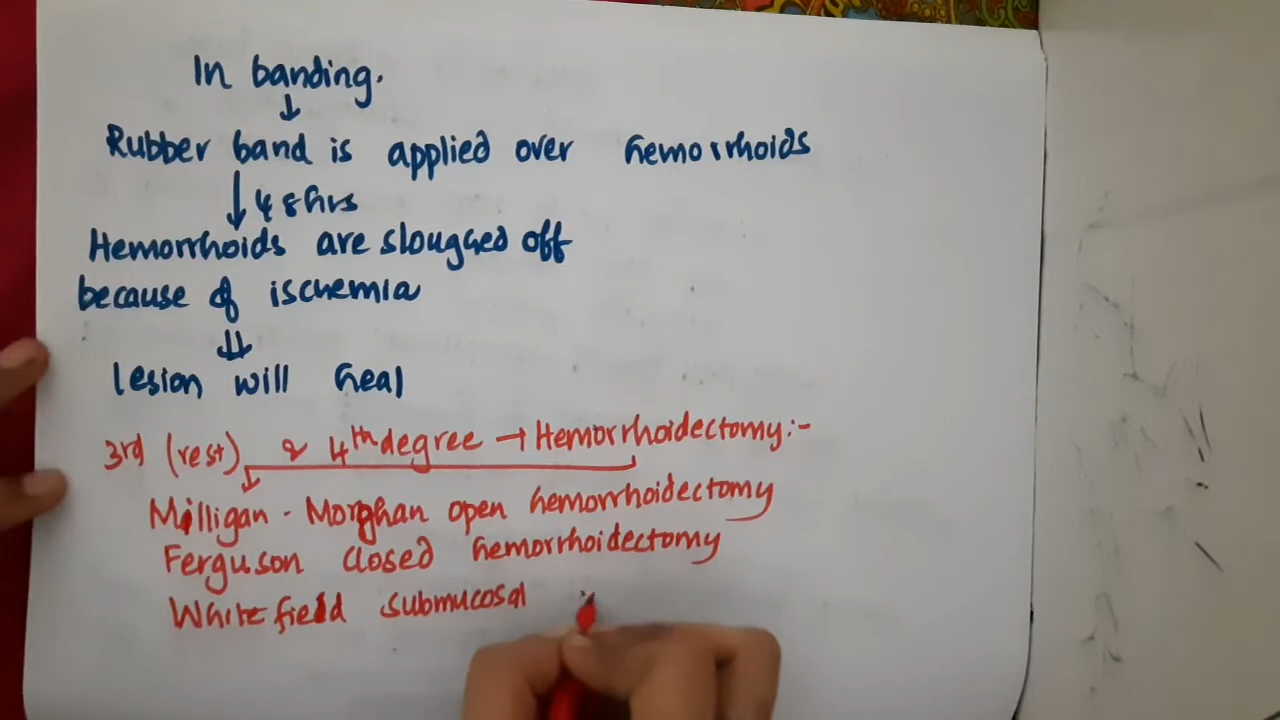 In banding.
↓
Rubber band is applied over hemorrhoids
↓ 48hrs
Hemorrhoids are sloughed off
because of ischemia
⇓
lesion will heal
3rd (rest) & 4th degree → Hemorrhoidectomy:-
Milligan - Morghan open hemorrhoidectomy
Ferguson closed hemorrhoidectomy
Whitefield submucosal